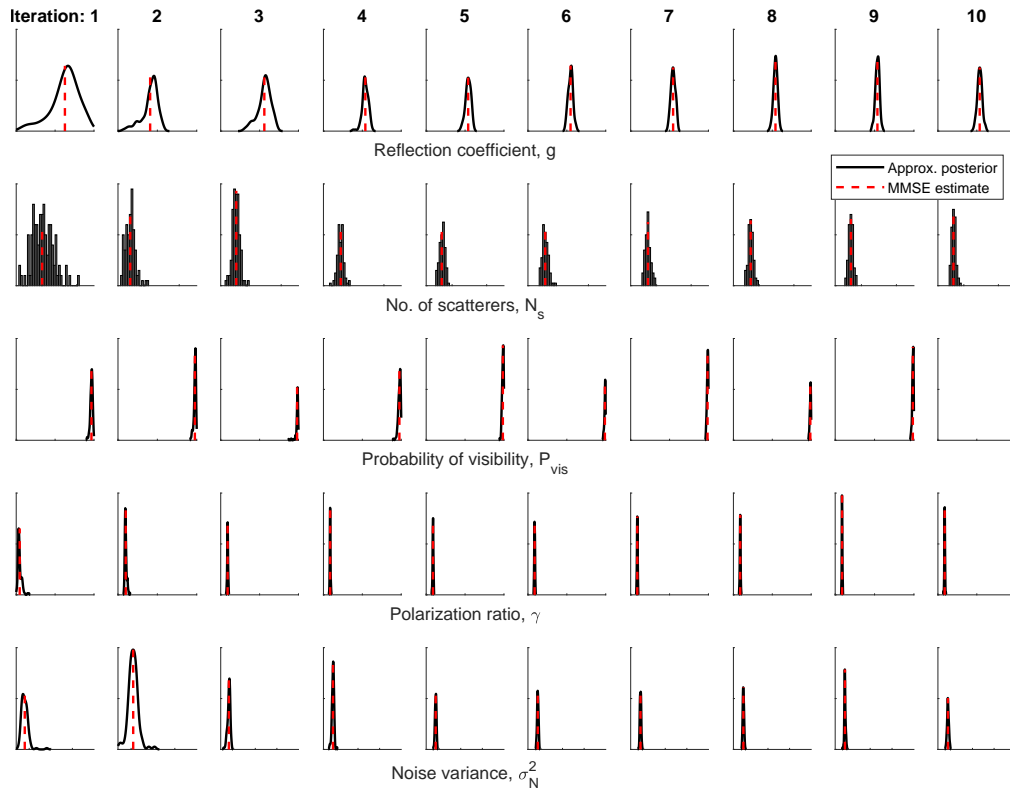 Iteration: 1 2 3 4 5 6 7 8 9 10
Reflection coefficient, g
Approx. posterior
MMSE estimate
No. of scatterers, N_s
Probability of visibility, P_vis
Polarization ratio, γ
Noise variance, σ_N^2